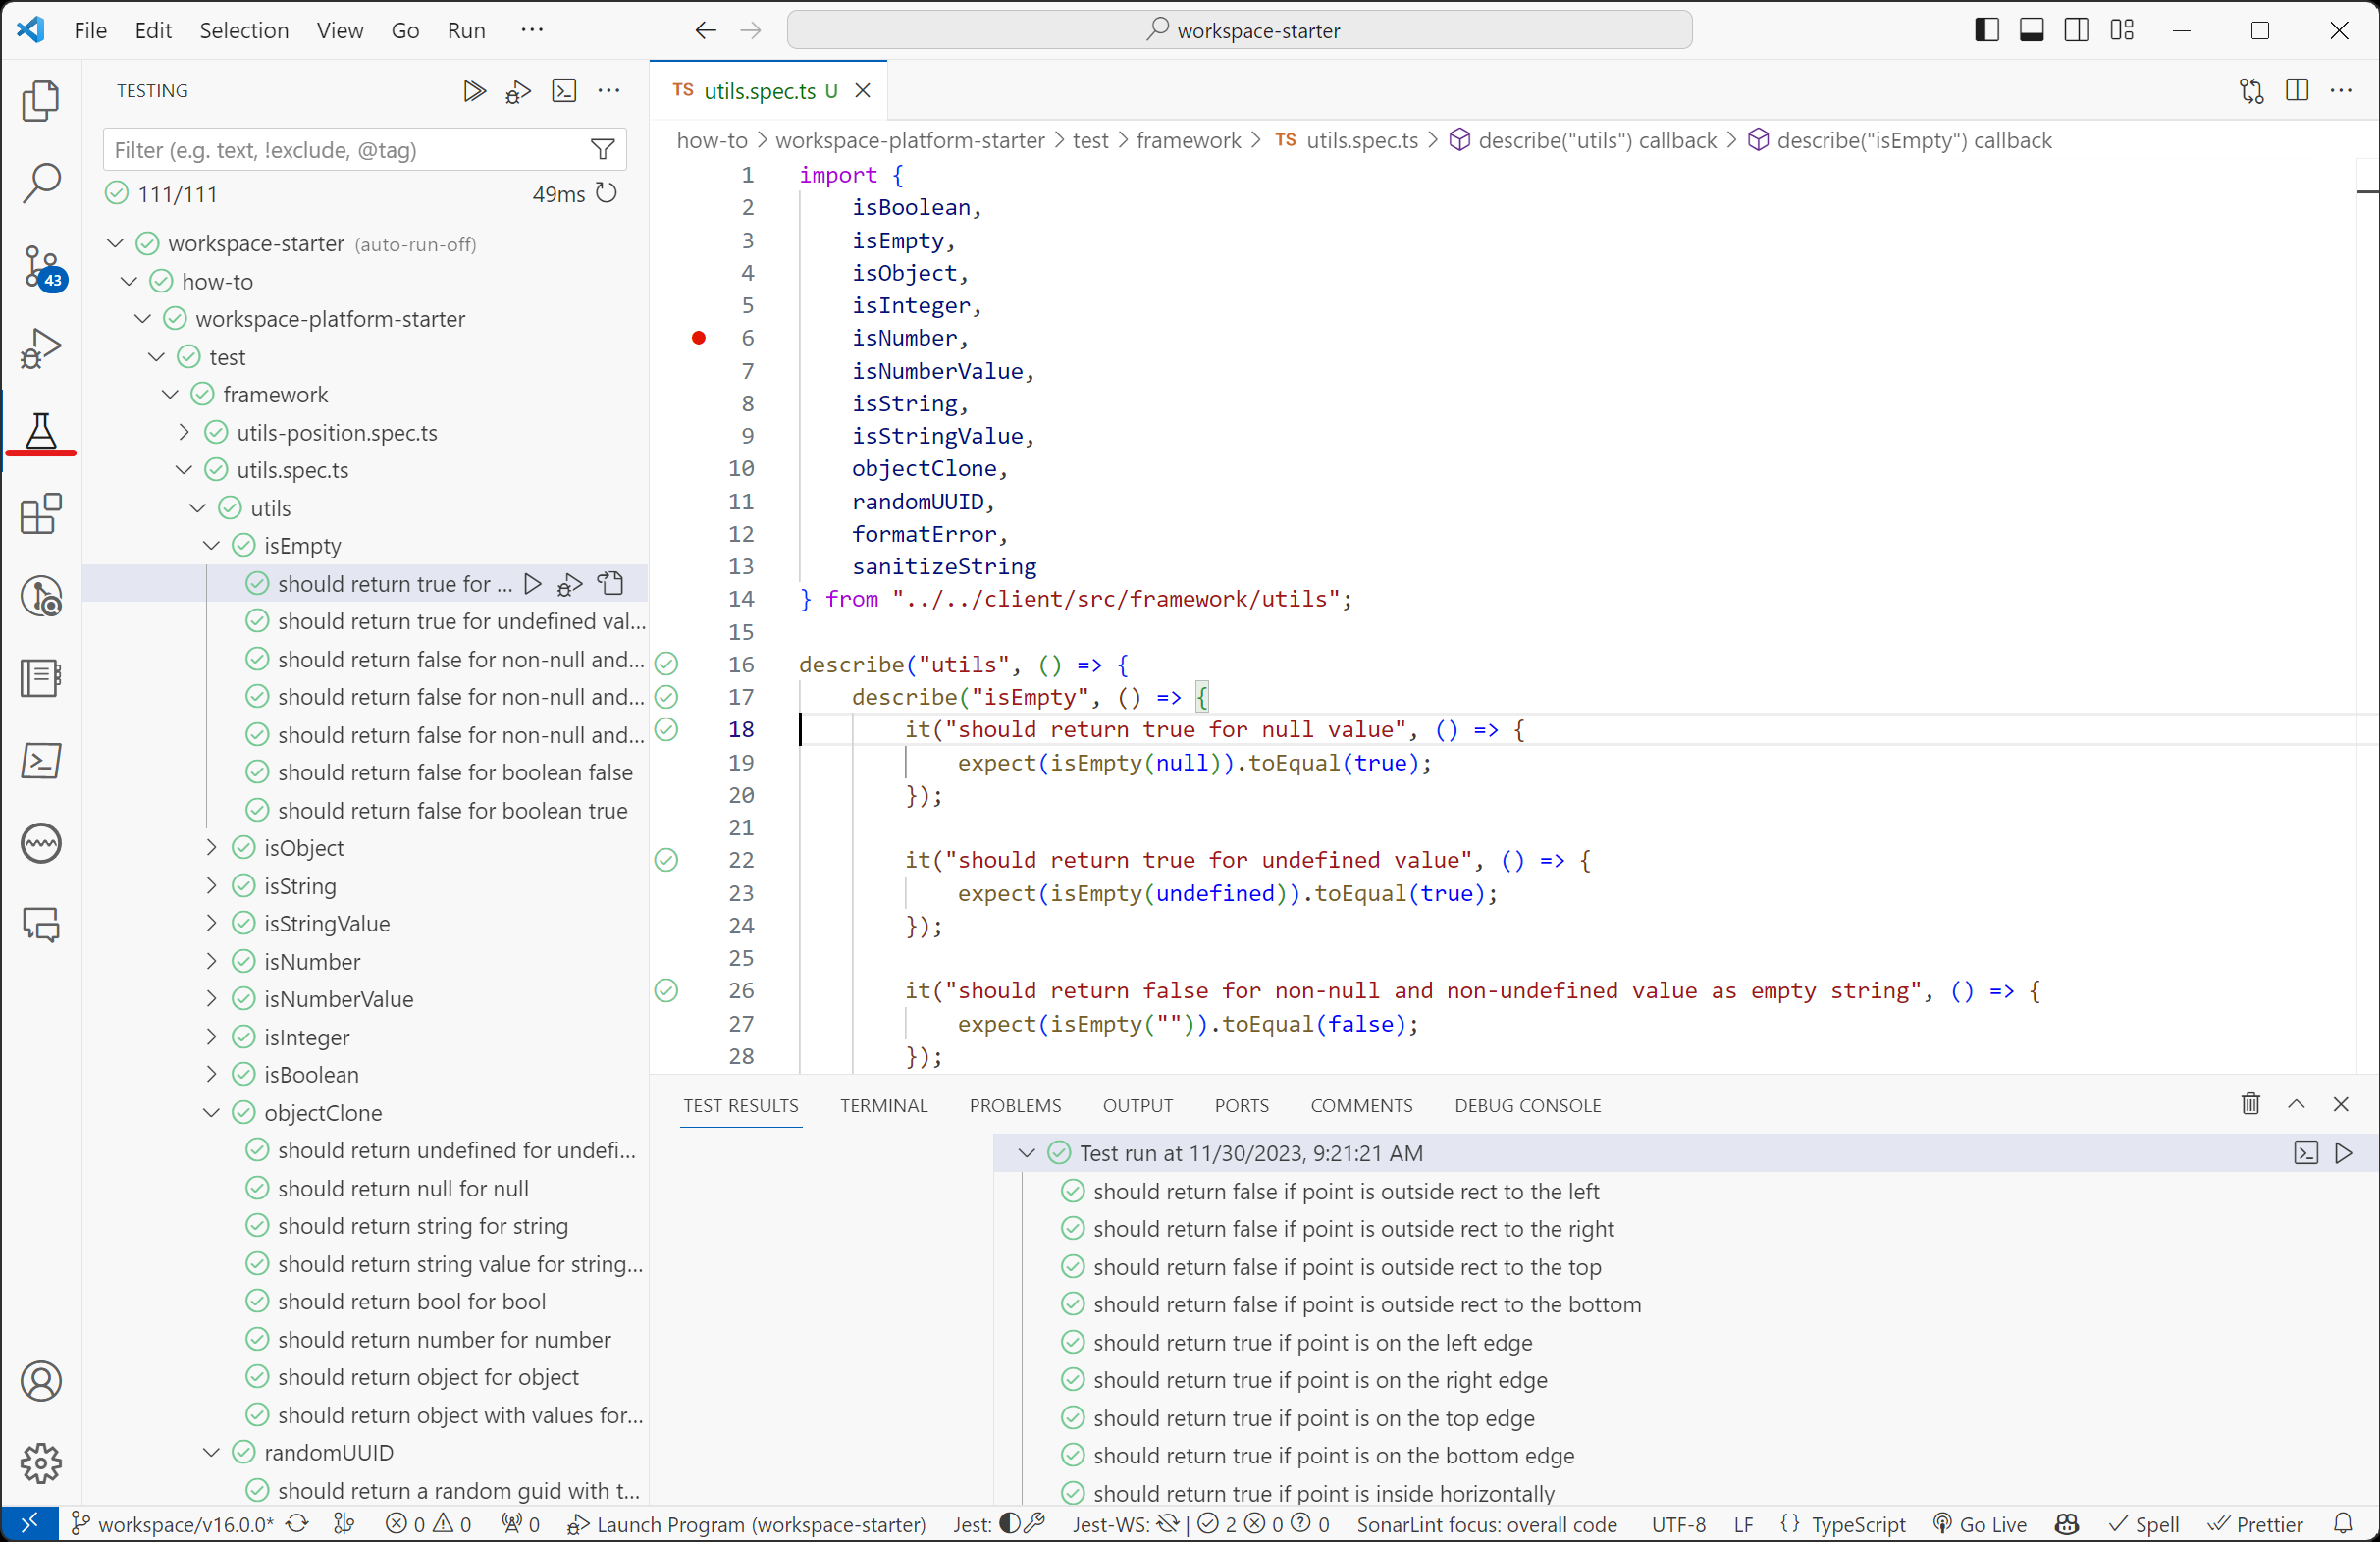 File Edit Selection View Go Run ···
workspace-starter
TESTING
Filter (e.g. text, !exclude, @tag)
111/111 49ms
workspace-starter (auto-run-off)
how-to
workspace-platform-starter
test
framework
utils-position.spec.ts
utils.spec.ts
utils
isEmpty
should return true for ...
should return true for undefined val...
should return false for non-null and...
should return false for non-null and...
should return false for non-null and...
should return false for boolean false
should return false for boolean true
isObject
isString
isStringValue
isNumber
isNumberValue
isInteger
isBoolean
objectClone
should return undefined for undefi...
should return null for null
should return string for string
should return string value for string...
should return bool for bool
should return number for number
should return object for object
should return object with values for...
randomUUID
should return a random guid with t...
43
TS utils.spec.ts U
how-to > workspace-platform-starter > test > framework > TS utils.spec.ts > describe("utils") callback > describe("isEmpty") callback
1 import {
2 isBoolean,
3 isEmpty,
4 isObject,
5 isInteger,
6 isNumber,
7 isNumberValue,
8 isString,
9 isStringValue,
10 objectClone,
11 randomUUID,
12 formatError,
13 sanitizeString
14 } from "../../client/src/framework/utils";
15
16 describe("utils", () => {
17 describe("isEmpty", () => {
18 it("should return true for null value", () => {
19 expect(isEmpty(null)).toEqual(true);
20 });
21
22 it("should return true for undefined value", () => {
23 expect(isEmpty(undefined)).toEqual(true);
24 });
25
26 it("should return false for non-null and non-undefined value as empty string", () => {
27 expect(isEmpty("")).toEqual(false);
28 });
TEST RESULTS TERMINAL PROBLEMS OUTPUT PORTS COMMENTS DEBUG CONSOLE
Test run at 11/30/2023, 9:21:21 AM
should return false if point is outside rect to the left
should return false if point is outside rect to the right
should return false if point is outside rect to the top
should return false if point is outside rect to the bottom
should return true if point is on the left edge
should return true if point is on the right edge
should return true if point is on the top edge
should return true if point is on the bottom edge
should return true if point is inside horizontally
workspace/v16.0.0* 0 0 0 Launch Program (workspace-starter) Jest: Jest-WS: | 2 0 0 SonarLint focus: overall code UTF-8 LF {} TypeScript Go Live Spell Prettier